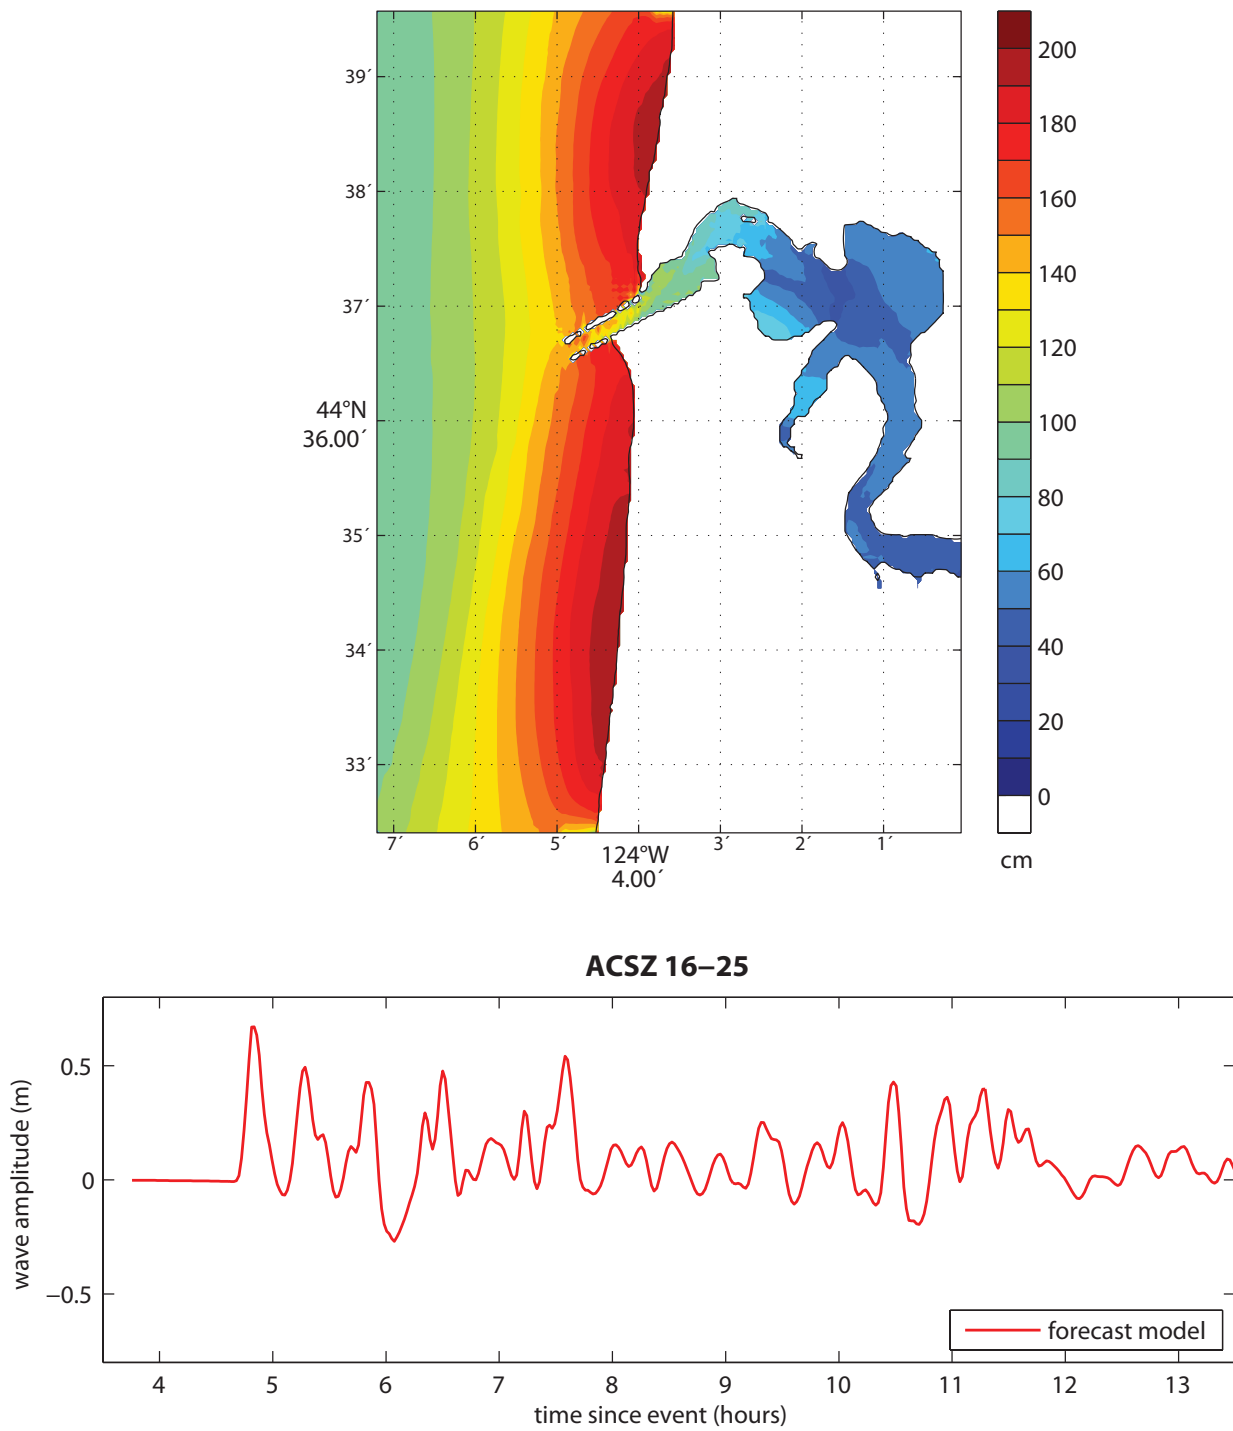 39´
38´
37´
44°N
36.00´
35´
34´
33´
7´ 6´ 5´ 124°W 3´ 2´ 1´
4.00´
200
180
160
140
120
100
80
60
40
20
0
cm
ACSZ 16–25
wave amplitude (m)
0.5
0
−0.5
forecast model
4 5 6 7 8 9 10 11 12 13
time since event (hours)